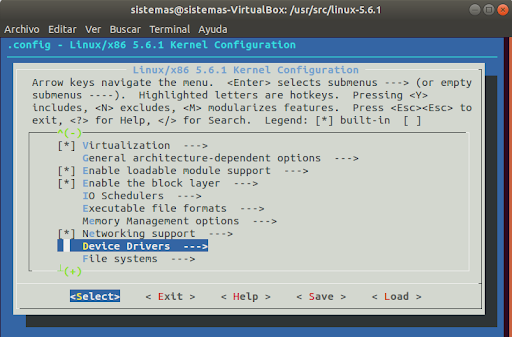 sistemas@sistemas-VirtualBox: /usr/src/linux-5.6.1
Archivo Editar Ver Buscar Terminal Ayuda
.config - Linux/x86 5.6.1 Kernel Configuration
Linux/x86 5.6.1 Kernel Configuration
Arrow keys navigate the menu. <Enter> selects submenus ---> (or empty
submenus ----). Highlighted letters are hotkeys. Pressing <Y>
includes, <N> excludes, <M> modularizes features. Press <Esc><Esc> to
exit, <?> for Help, </> for Search. Legend: [*] built-in [ ]
^(-)
[*] Virtualization --->
General architecture-dependent options --->
[*] Enable loadable module support --->
[*] Enable the block layer --->
IO Schedulers --->
Executable file formats --->
Memory Management options --->
[*] Networking support --->
Device Drivers --->
File systems --->
┴(+)
<Select> < Exit > < Help > < Save > < Load >